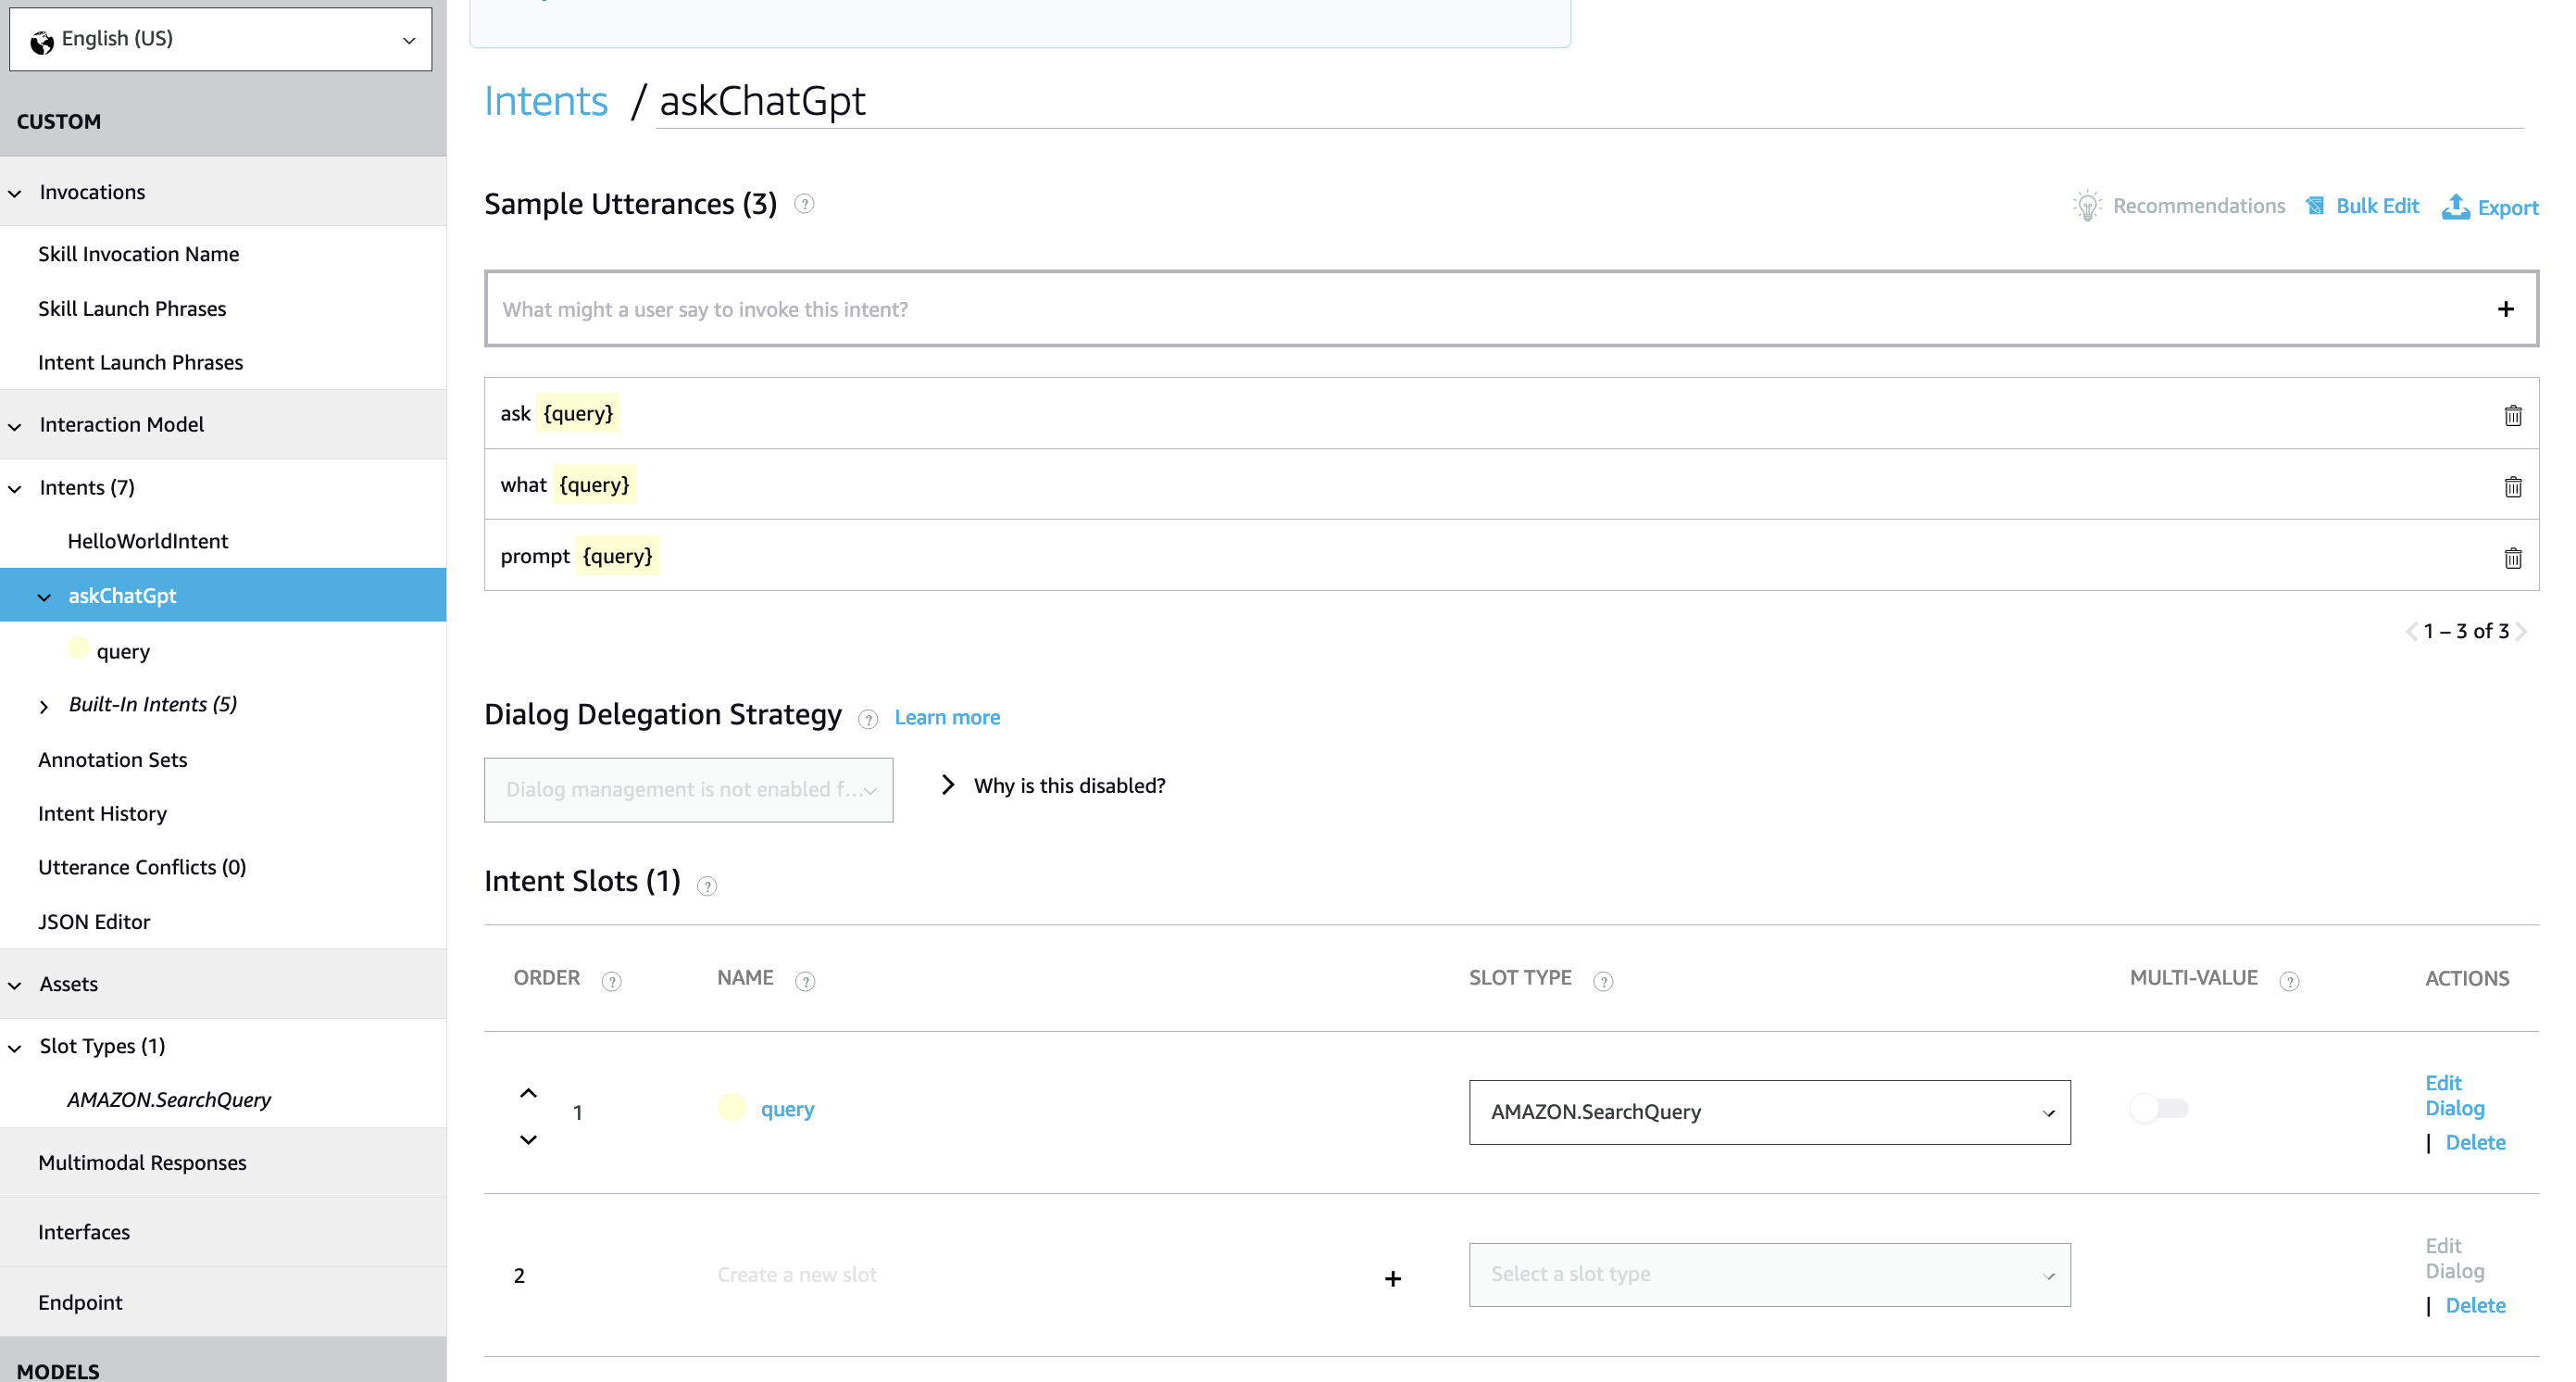 English (US)
CUSTOM
Invocations
Skill Invocation Name
Skill Launch Phrases
Intent Launch Phrases
Interaction Model
Intents (7)
HelloWorldIntent
askChatGpt
query
Built-In Intents (5)
Annotation Sets
Intent History
Utterance Conflicts (0)
JSON Editor
Assets
Slot Types (1)
AMAZON.SearchQuery
Multimodal Responses
Interfaces
Endpoint
MODELS
Intents / askChatGpt
Sample Utterances (3) ?
Recommendations Bulk Edit Export
What might a user say to invoke this intent? +
ask {query}
what {query}
prompt {query}
1 – 3 of 3
Dialog Delegation Strategy ? Learn more
Dialog management is not enabled f... Why is this disabled?
Intent Slots (1) ?
ORDER ? NAME ? SLOT TYPE ? MULTI-VALUE ? ACTIONS
1 query AMAZON.SearchQuery
Edit
Dialog
| Delete
2 Create a new slot + Select a slot type
Edit
Dialog
| Delete